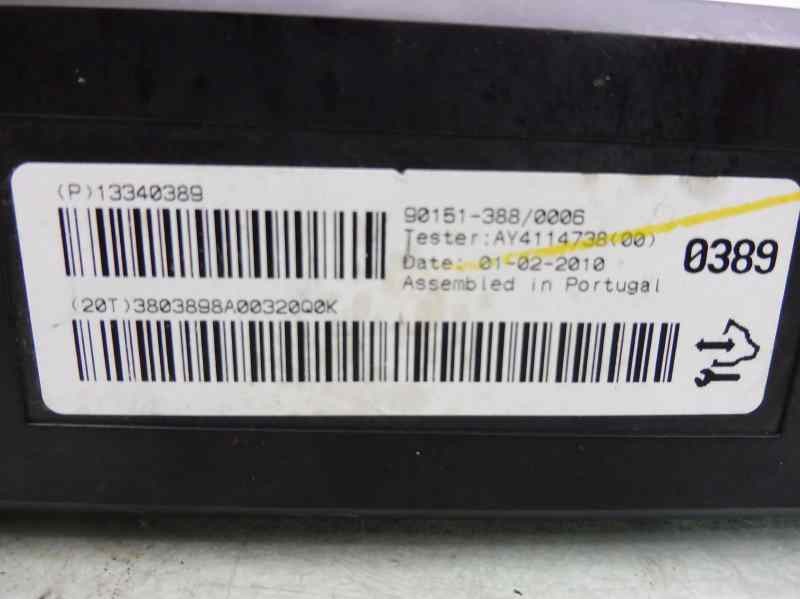 (P)13340389
90151-388/0006
Tester:AY4114738(00)
Date: 01-02-2010
Assembled in Portugal
0389
(20T)3803898A00320Q0K